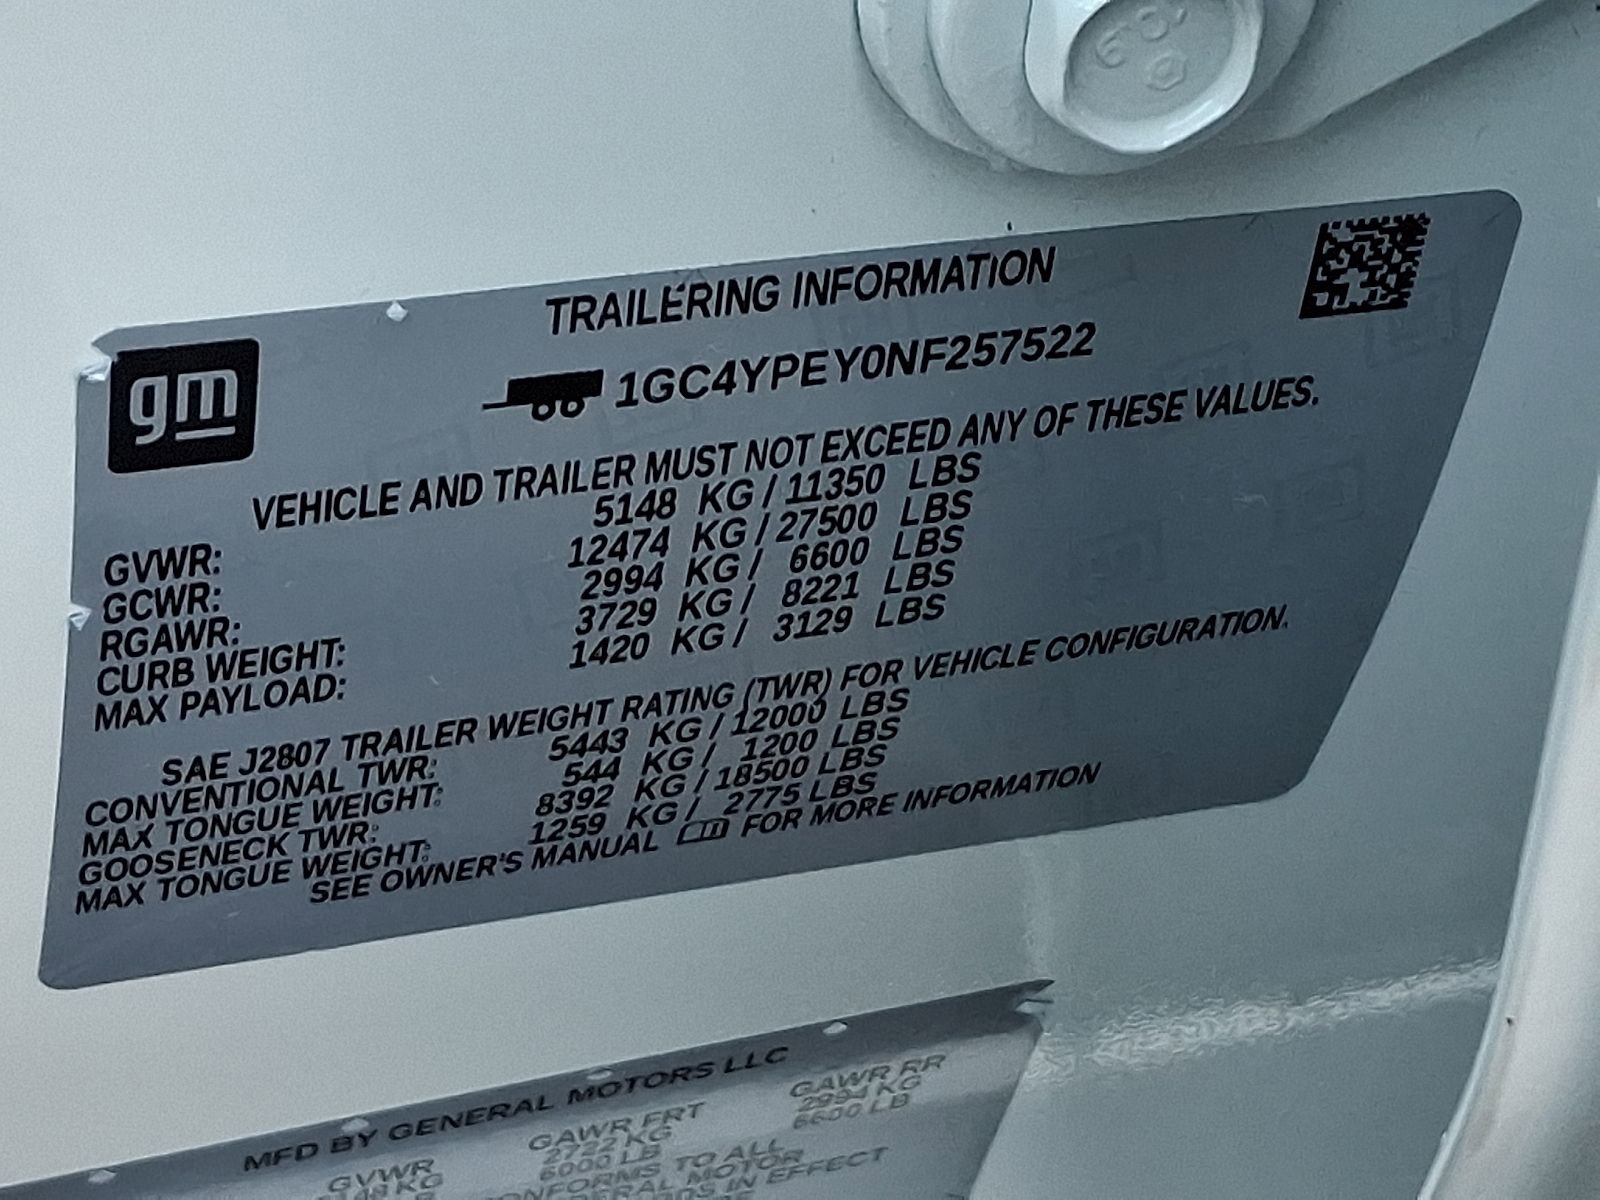 TRAILERING INFORMATION
gm
1GC4YPEY0NF257522
VEHICLE AND TRAILER MUST NOT EXCEED ANY OF THESE VALUES.
GVWR: 5148 KG / 11350 LBS
GCWR: 12474 KG / 27500 LBS
RGAWR: 2994 KG / 6600 LBS
CURB WEIGHT: 3729 KG / 8221 LBS
MAX PAYLOAD: 1420 KG / 3129 LBS
SAE J2807 TRAILER WEIGHT RATING (TWR) FOR VEHICLE CONFIGURATION.
CONVENTIONAL TWR: 5443 KG / 12000 LBS
MAX TONGUE WEIGHT: 544 KG / 1200 LBS
GOOSENECK TWR: 8392 KG / 18500 LBS
MAX TONGUE WEIGHT: 1259 KG / 2775 LBS
SEE OWNER'S MANUAL FOR MORE INFORMATION
MFD BY GENERAL MOTORS LLC
GVWR GAWR FRT GAWR RR
2722 KG 2994 KG
6000 LB 6600 LB
TO ALL
MOTOR
IN EFFECT